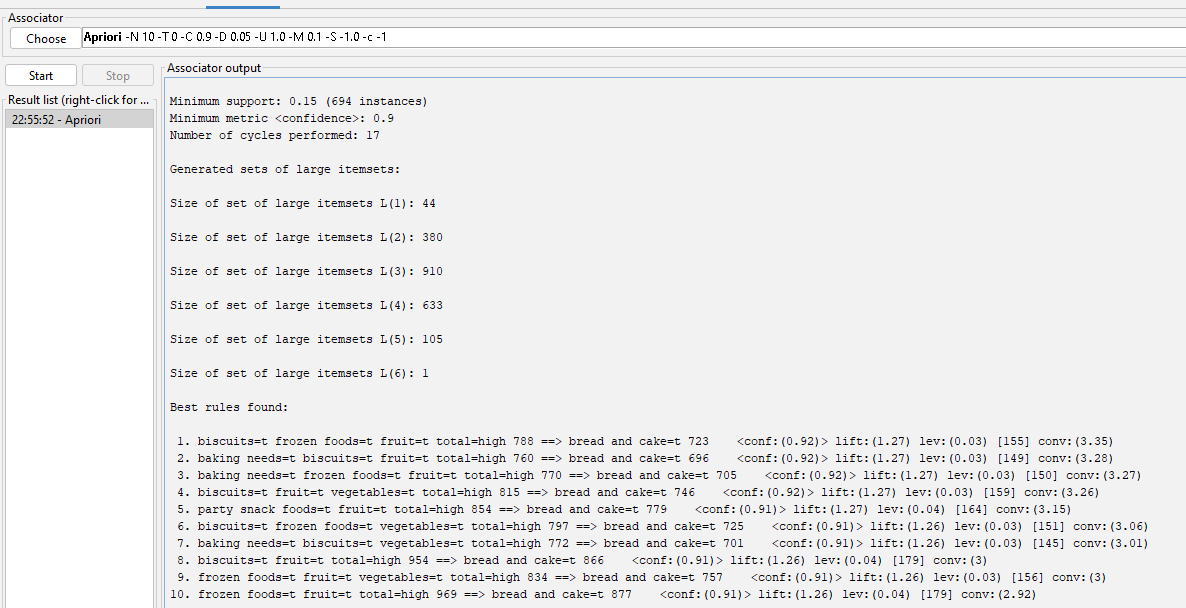 Associator
Choose Apriori -N 10 -T 0 -C 0.9 -D 0.05 -U 1.0 -M 0.1 -S -1.0 -c -1
Start Stop
Result list (right-click for ...
22:55:52 - Apriori
Associator output
Minimum support: 0.15 (694 instances)
Minimum metric <confidence>: 0.9
Number of cycles performed: 17
Generated sets of large itemsets:
Size of set of large itemsets L(1): 44
Size of set of large itemsets L(2): 380
Size of set of large itemsets L(3): 910
Size of set of large itemsets L(4): 633
Size of set of large itemsets L(5): 105
Size of set of large itemsets L(6): 1
Best rules found:
1. biscuits=t frozen foods=t fruit=t total=high 788 ==> bread and cake=t 723 <conf:(0.92)> lift:(1.27) lev:(0.03) [155] conv:(3.35)
2. baking needs=t biscuits=t fruit=t total=high 760 ==> bread and cake=t 696 <conf:(0.92)> lift:(1.27) lev:(0.03) [149] conv:(3.28)
3. baking needs=t frozen foods=t fruit=t total=high 770 ==> bread and cake=t 705 <conf:(0.92)> lift:(1.27) lev:(0.03) [150] conv:(3.27)
4. biscuits=t fruit=t vegetables=t total=high 815 ==> bread and cake=t 746 <conf:(0.92)> lift:(1.27) lev:(0.03) [159] conv:(3.26)
5. party snack foods=t fruit=t total=high 854 ==> bread and cake=t 779 <conf:(0.91)> lift:(1.27) lev:(0.04) [164] conv:(3.15)
6. biscuits=t frozen foods=t vegetables=t total=high 797 ==> bread and cake=t 725 <conf:(0.91)> lift:(1.26) lev:(0.03) [151] conv:(3.06)
7. baking needs=t biscuits=t vegetables=t total=high 772 ==> bread and cake=t 701 <conf:(0.91)> lift:(1.26) lev:(0.03) [145] conv:(3.01)
8. biscuits=t fruit=t total=high 954 ==> bread and cake=t 866 <conf:(0.91)> lift:(1.26) lev:(0.04) [179] conv:(3)
9. frozen foods=t fruit=t vegetables=t total=high 834 ==> bread and cake=t 757 <conf:(0.91)> lift:(1.26) lev:(0.03) [156] conv:(3)
10. frozen foods=t fruit=t total=high 969 ==> bread and cake=t 877 <conf:(0.91)> lift:(1.26) lev:(0.04) [179] conv:(2.92)